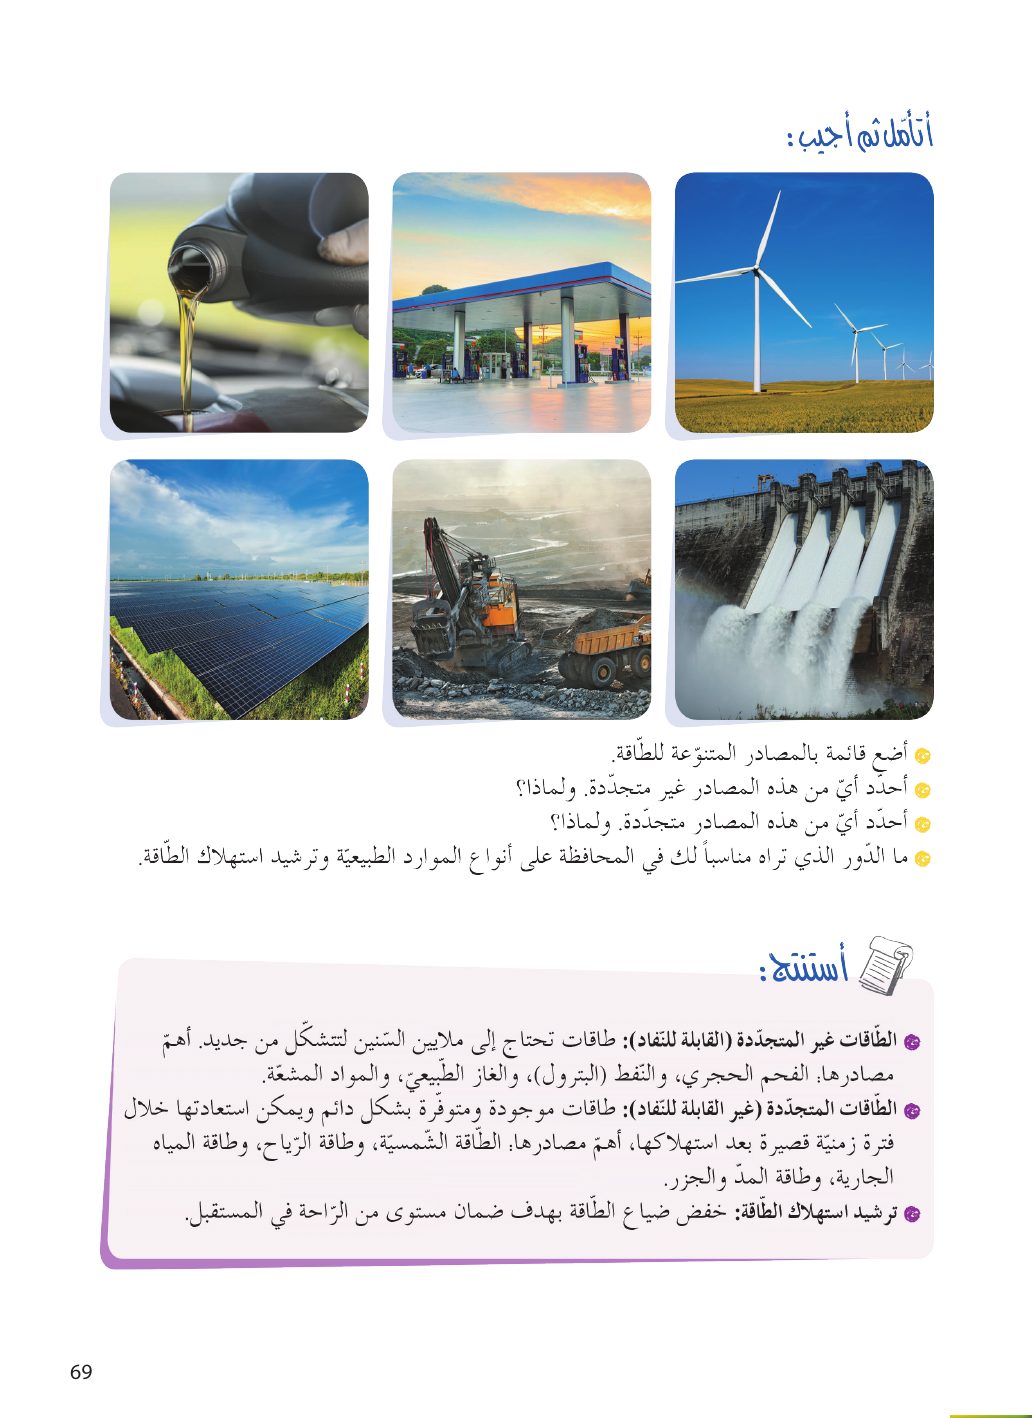 أتأمّل ثم أجيب:
أضع قائمة بالمصادر المتنوّعة للطّاقة.
أحدّد أيّ من هذه المصادر غير متجدّدة. ولماذا؟
أحدّد أيّ من هذه المصادر متجدّدة. ولماذا؟
ما الدّور الذي تراه مناسباً لك في المحافظة على أنواع الموارد الطبيعيّة وترشيد استهلاك الطّاقة.
أستنتج:
الطّاقات غير المتجدّدة (القابلة للنّفاد): طاقات تحتاج إلى ملايين السّنين لتتشكّل من جديد. أهمّ
مصادرها: الفحم الحجري، والنّفط (البترول)، والغاز الطّبيعيّ، والمواد المشعّة.
الطّاقات المتجدّدة (غير القابلة للنّفاد): طاقات موجودة ومتوفّرة بشكل دائم ويمكن استعادتها خلال
فترة زمنيّة قصيرة بعد استهلاكها، أهمّ مصادرها: الطّاقة الشّمسيّة، وطاقة الرّياح، وطاقة المياه
الجارية، وطاقة المدّ والجزر.
ترشيد استهلاك الطّاقة: خفض ضياع الطّاقة بهدف ضمان مستوى من الرّاحة في المستقبل.
69